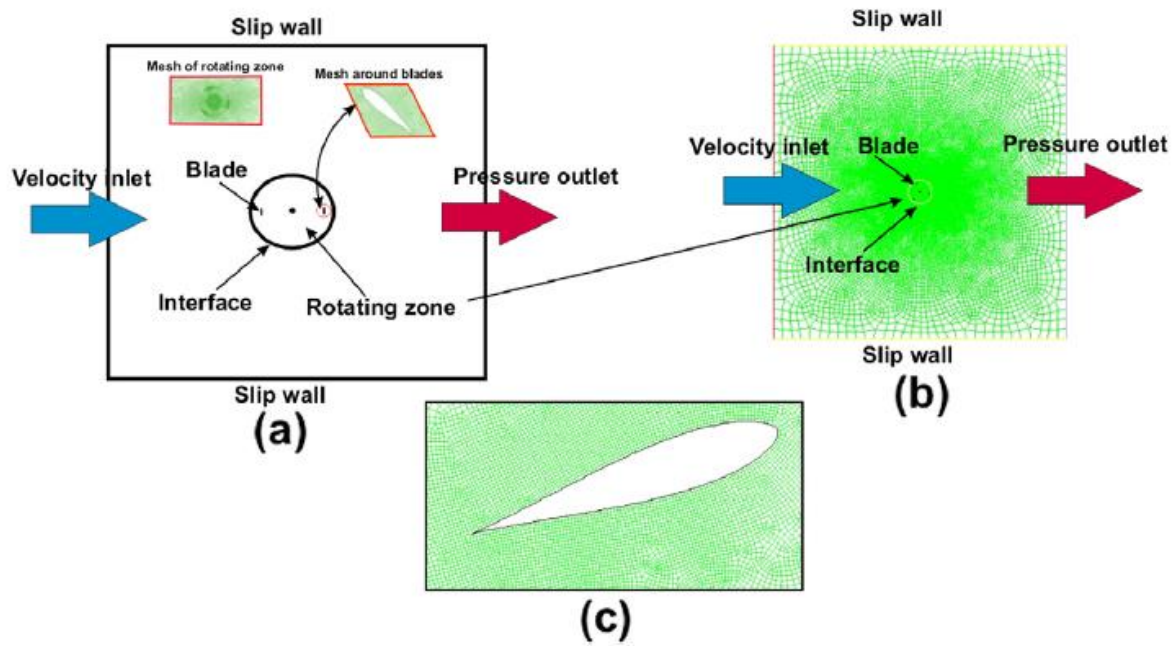 Slip wall
Mesh of rotating zone
Mesh around blades
Velocity inlet
Blade
Pressure outlet
Interface
Rotating zone
Slip wall
(a)
Slip wall
Velocity inlet
Blade
Pressure outlet
Interface
Slip wall
(b)
(c)